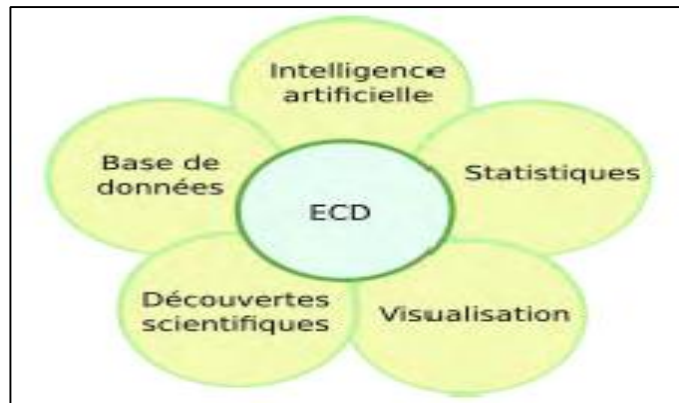 Intelligence
artificielle
Base de
données
Statistiques
ECD
Découvertes
scientifiques
Visualisation